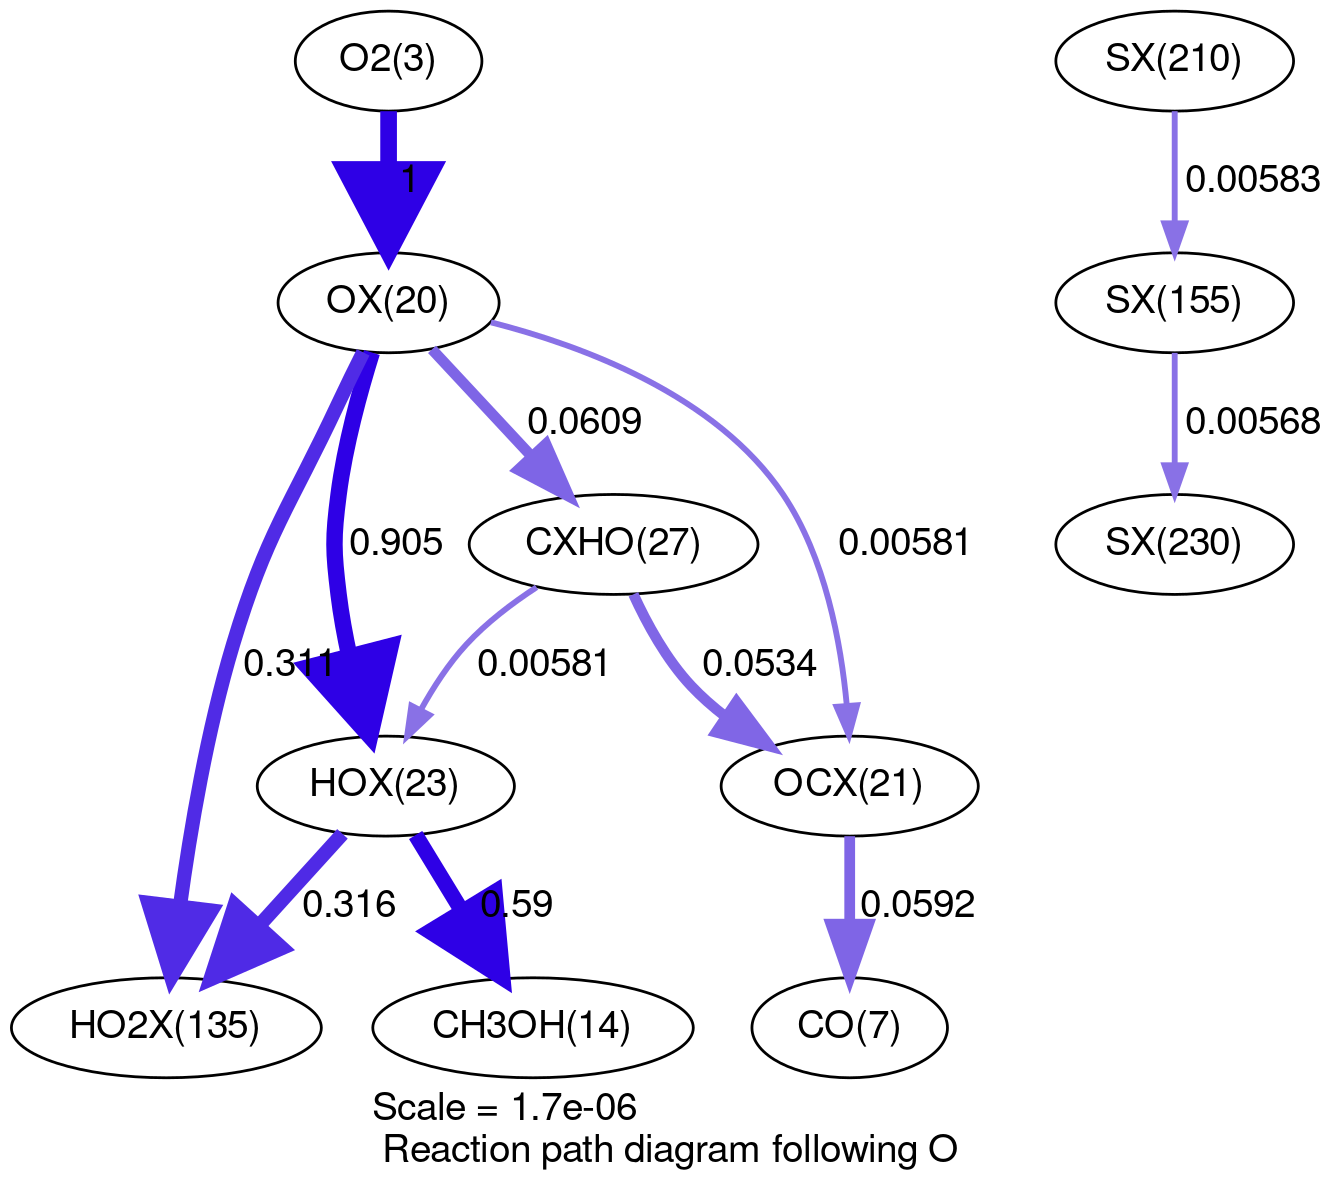 O2(3)
SX(210)
1
0.00583
OX(20)
SX(155)
0.0609
0.00568
0.905
CXHO(27)
0.00581
SX(230)
0.311
0.00581
0.0534
HOX(23)
OCX(21)
0.316
0.59
0.0592
HO2X(135)
CH3OH(14)
CO(7)
Scale = 1.7e-06
Reaction path diagram following O